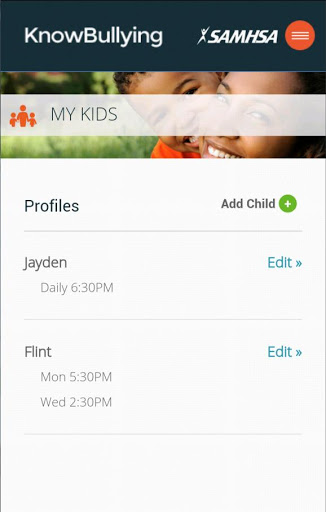 KnowBullying SAMHSA
MY KIDS
Profiles Add Child
Jayden Edit »
Daily 6:30PM
Flint Edit »
Mon 5:30PM
Wed 2:30PM